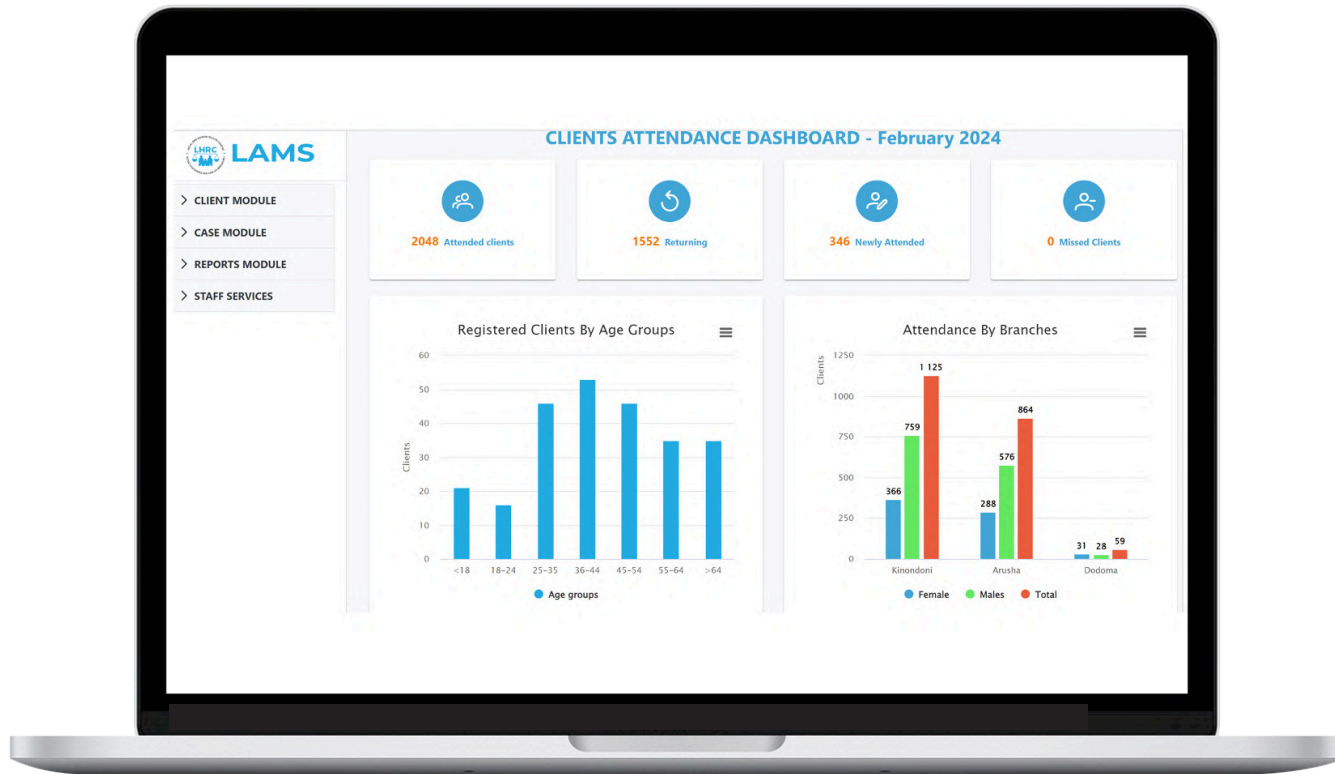 LHRC LAMS
CLIENT MODULE
CASE MODULE
REPORTS MODULE
STAFF SERVICES
CLIENTS ATTENDANCE DASHBOARD - February 2024
2048 Attended clients
1552 Returning
346 Newly Attended
0 Missed Clients
Registered Clients By Age Groups
Clients
60
50
40
30
20
10
0
<18 18-24 25-35 36-44 45-54 55-64 >64
Age groups
Attendance By Branches
Clients
1250
1000
750
500
250
0
366 759 1 125
288 576 864
31 28 59
Kinondoni Arusha Dodoma
Female Males Total